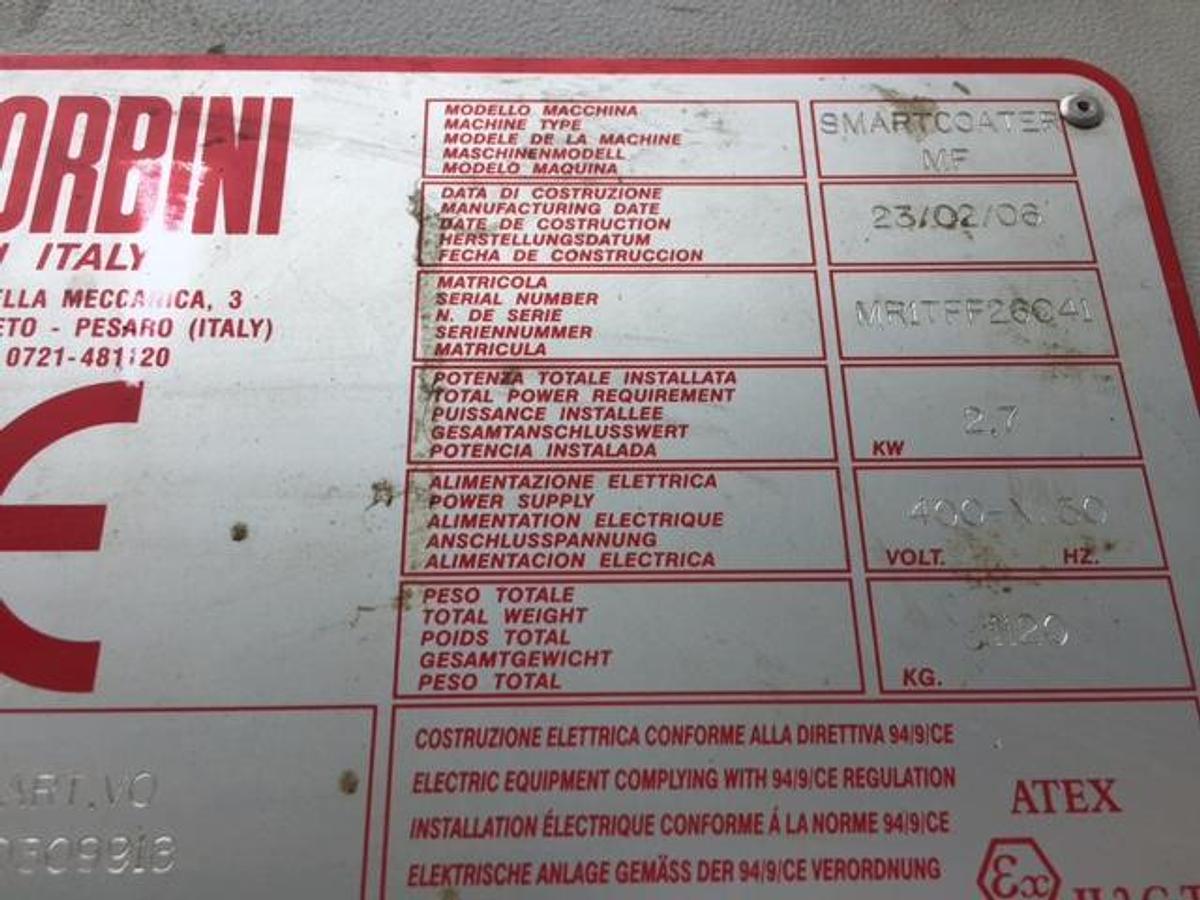 ORBINI
ITALY
ELLA MECCANICA, 3
ETO - PESARO (ITALY)
0721-481120
MODELLO MACCHINA
MACHINE TYPE
MODELE DE LA MACHINE
MASCHINENMODELL
MODELO MAQUINA
SMARTCOATER
MF
DATA DI COSTRUZIONE
MANUFACTURING DATE
DATE DE COSTRUCTION
HERSTELLUNGSDATUM
FECHA DE CONSTRUCCION
23/02/06
MATRICOLA
SERIAL NUMBER
N. DE SERIE
SERIENNUMMER
MATRICULA
MR1TFF26041
POTENZA TOTALE INSTALLATA
TOTAL POWER REQUIREMENT
PUISSANCE INSTALLEE
GESAMTANSCHLUSSWERT
POTENCIA INSTALADA
2,7
KW
ALIMENTAZIONE ELETTRICA
POWER SUPPLY
ALIMENTATION ELECTRIQUE
ANSCHLUSSPANNUNG
ALIMENTACION ELECTRICA
VOLT. HZ.
PESO TOTALE
TOTAL WEIGHT
POIDS TOTAL
GESAMTGEWICHT
PESO TOTAL
1120
KG.
COSTRUZIONE ELETTRICA CONFORME ALLA DIRETTIVA 94/9/CE
ELECTRIC EQUIPMENT COMPLYING WITH 94/9/CE REGULATION
INSTALLATION ÉLECTRIQUE CONFORME Á LA NORME 94/9/CE
ELEKTRISCHE ANLAGE GEMÄSS DER 94/9/CE VERORDNUNG
ATEX
Ex
ART.VO